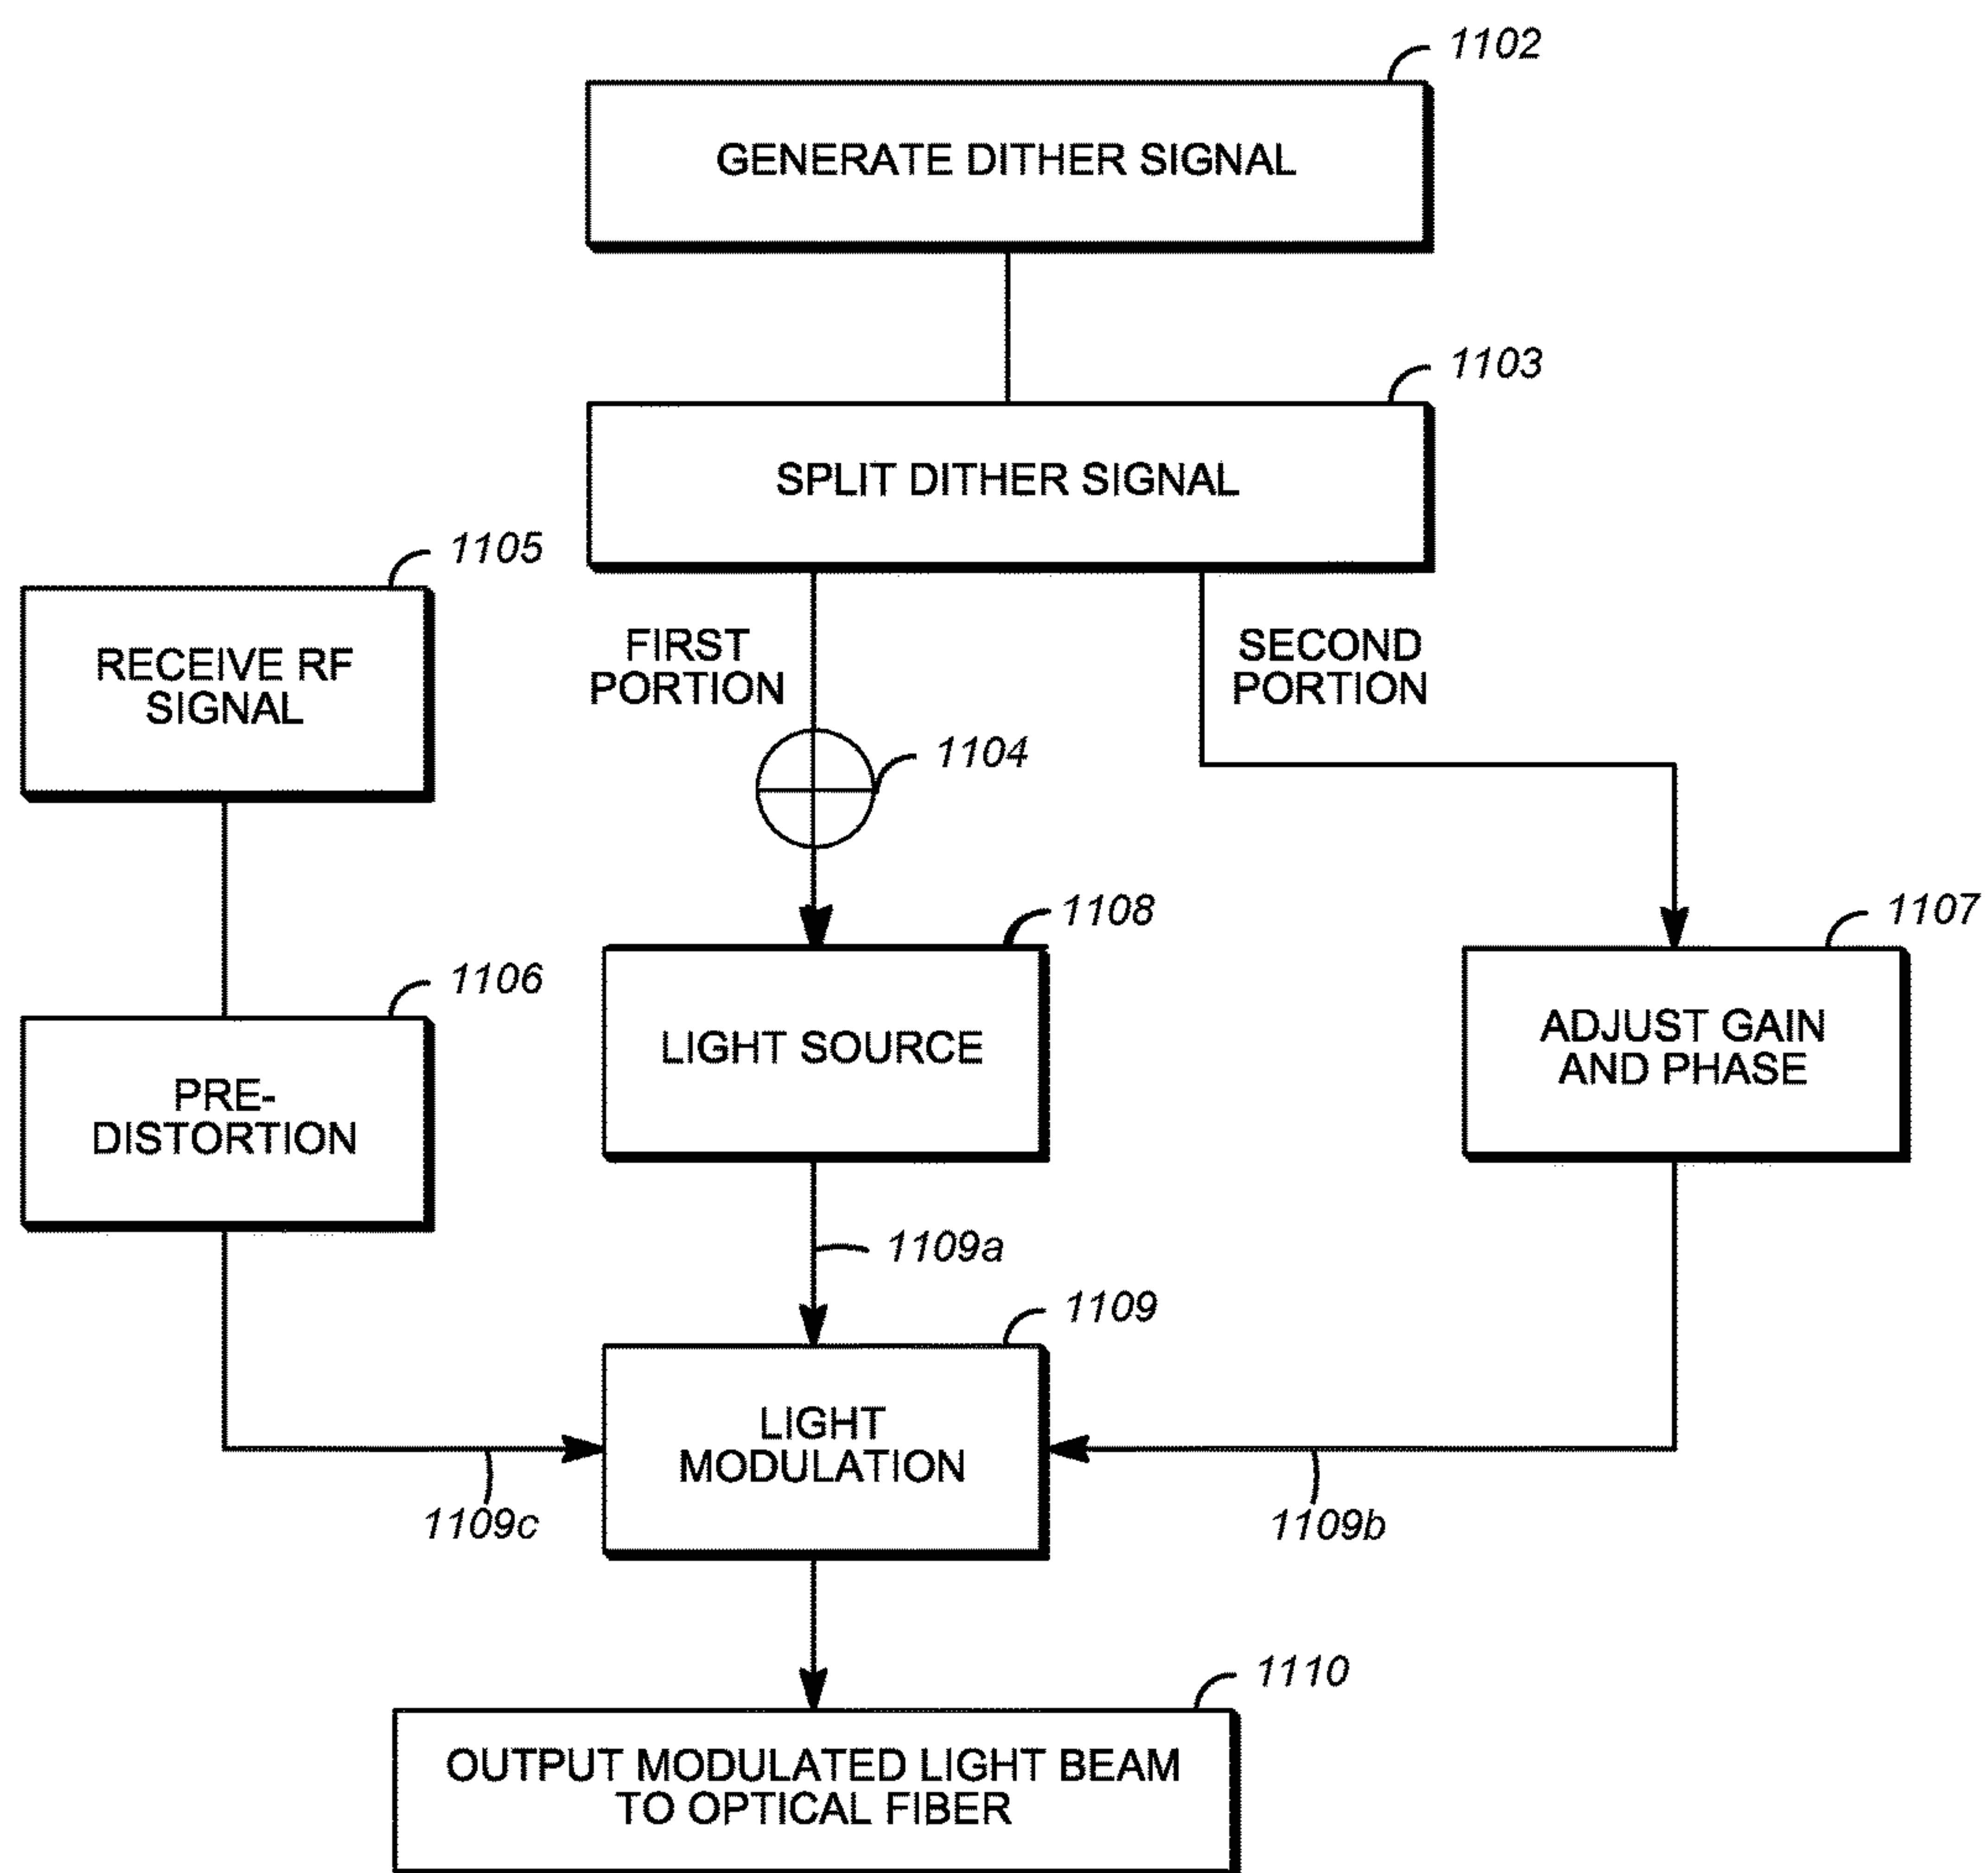 1102
GENERATE DITHER SIGNAL
1103
SPLIT DITHER SIGNAL
1105
RECEIVE RF
SIGNAL
FIRST
PORTION
SECOND
PORTION
1104
1108
1107
1106
LIGHT SOURCE
ADJUST GAIN
AND PHASE
PRE-
DISTORTION
1109a
1109
LIGHT
MODULATION
1109c
1109b
1110
OUTPUT MODULATED LIGHT BEAM
TO OPTICAL FIBER